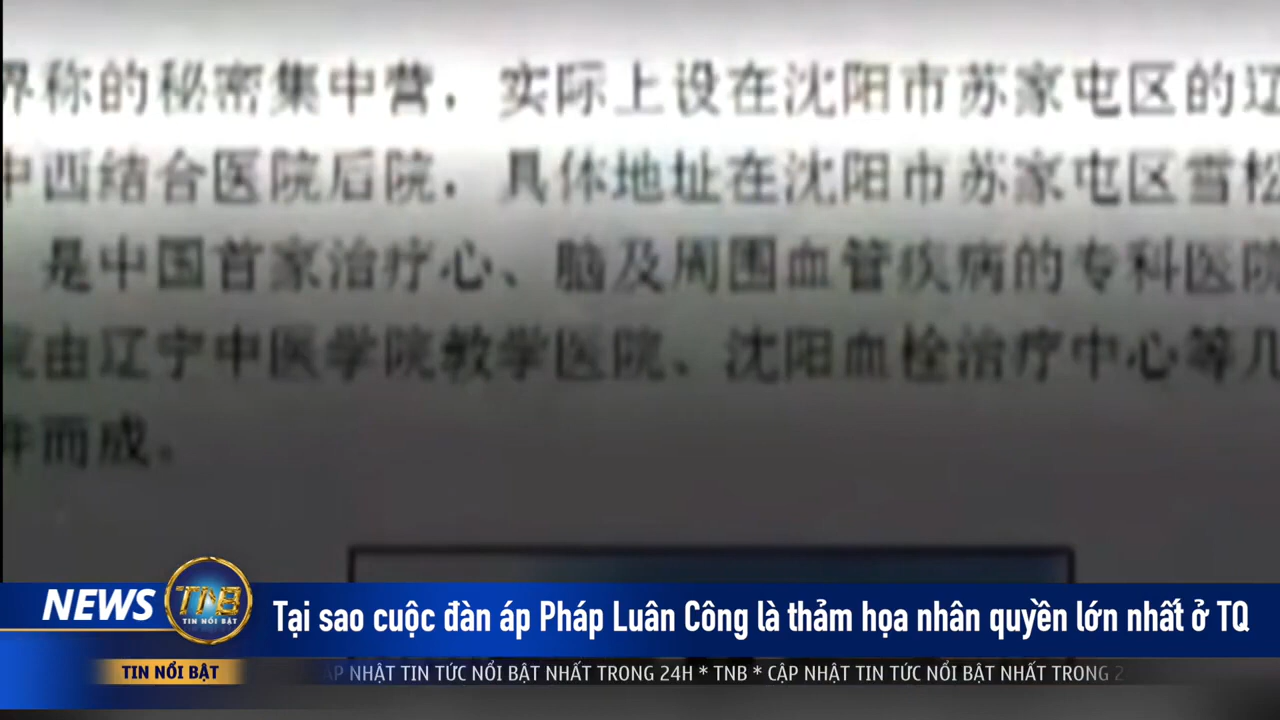 界称的秘密集中营，实际上设在沈阳市苏家屯区的辽
中西结合医院后院，具体地址在沈阳市苏家屯区雪松
是中国首家治疗心、脑及周围血管疾病的专科医院
院由辽宁中医学院教学医院、沈阳血栓治疗中心等几
并而成。
NEWS
TNB
TIN NỔI BẬT
Tại sao cuộc đàn áp Pháp Luân Công là thảm họa nhân quyền lớn nhất ở TQ
TIN NỔI BẬT
ẬP NHẬT TIN TỨC NỔI BẬT NHẤT TRONG 24H * TNB * CẬP NHẬT TIN TỨC NỔI BẬT NHẤT TRONG 2